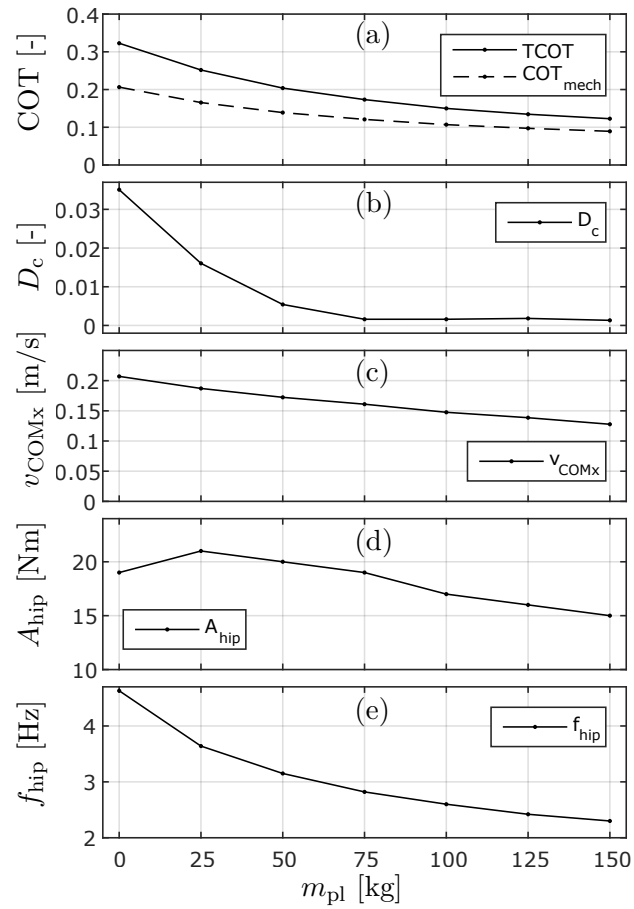 COT [-]
0.4
0.3
0.2
0.1
0
(a)
TCOT
COT_mech
D_c [-]
0.03
0.02
0.01
0
(b)
D_c
v_COMx [m/s]
0.2
0.15
0.1
0.05
0
(c)
v_COMx
A_hip [Nm]
20
15
10
(d)
A_hip
f_hip [Hz]
4
3
2
(e)
f_hip
0 25 50 75 100 125 150
m_pl [kg]